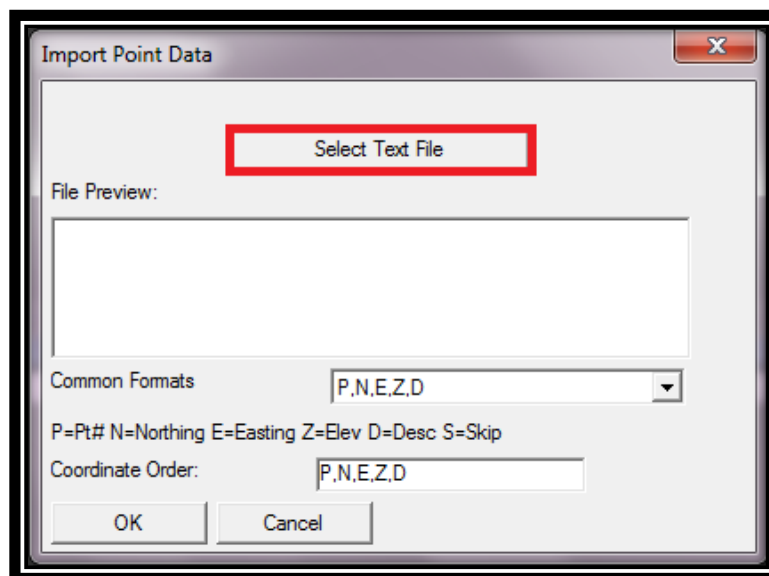 Import Point Data
Select Text File
File Preview:
Common Formats P,N,E,Z,D
P=Pt# N=Northing E=Easting Z=Elev D=Desc S=Skip
Coordinate Order: P,N,E,Z,D
OK Cancel